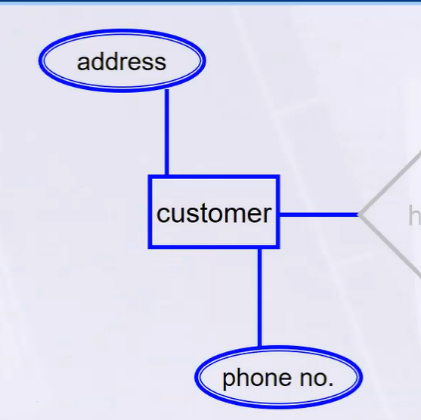 address
customer
h
phone no.